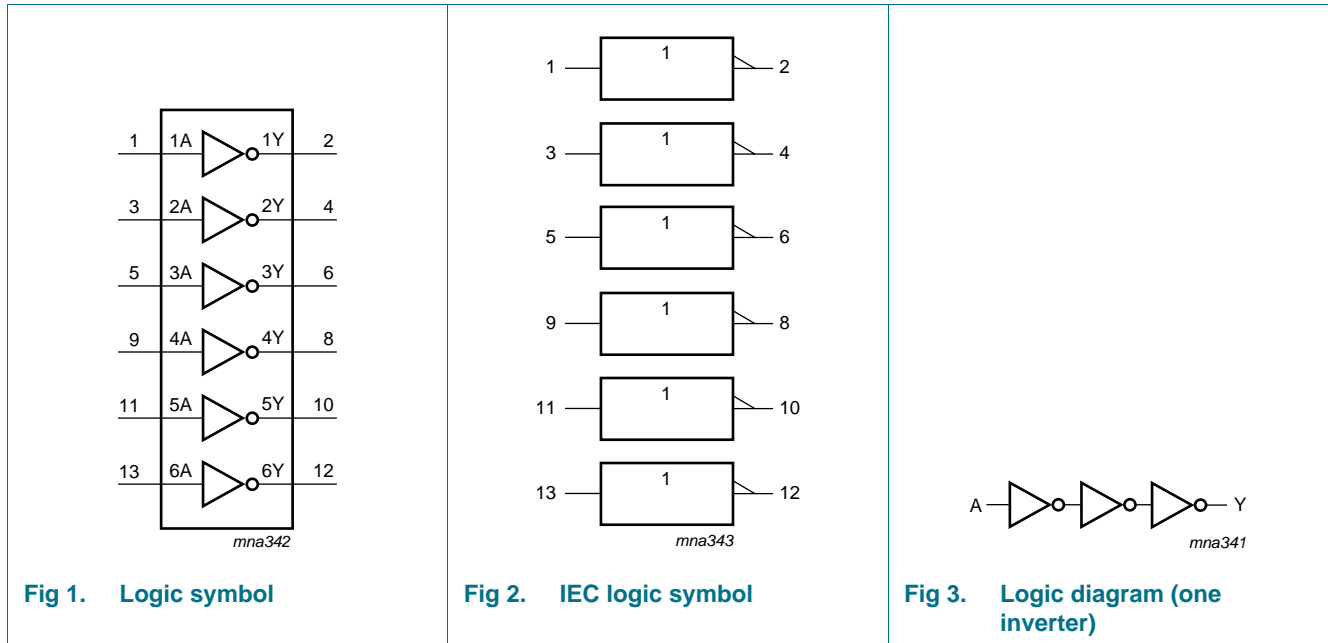 1 1A 1Y 2
3 2A 2Y 4
5 3A 3Y 6
9 4A 4Y 8
11 5A 5Y 10
13 6A 6Y 12
mna342
Fig 1. Logic symbol
1 1 2
3 1 4
5 1 6
9 1 8
11 1 10
13 1 12
mna343
Fig 2. IEC logic symbol
A Y
mna341
Fig 3. Logic diagram (one
inverter)